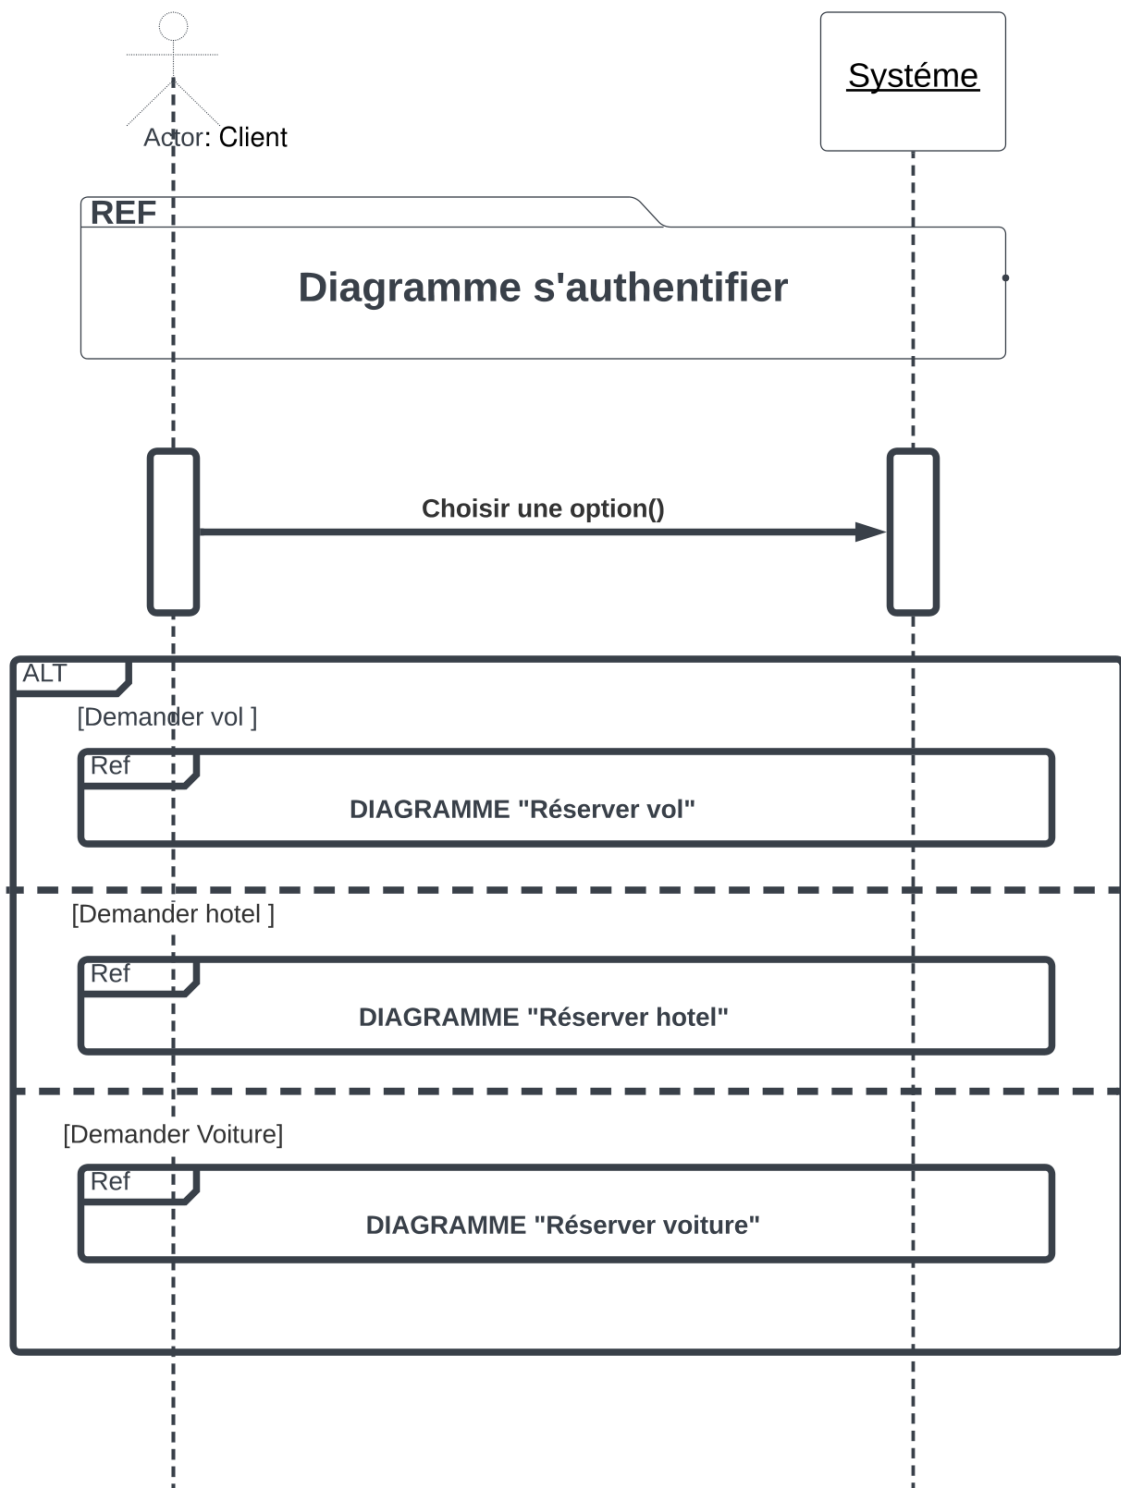 Actor: Client
Systéme
REF
Diagramme s'authentifier
Choisir une option()
ALT
[Demander vol ]
Ref
DIAGRAMME "Réserver vol"
[Demander hotel ]
Ref
DIAGRAMME "Réserver hotel"
[Demander Voiture]
Ref
DIAGRAMME "Réserver voiture"